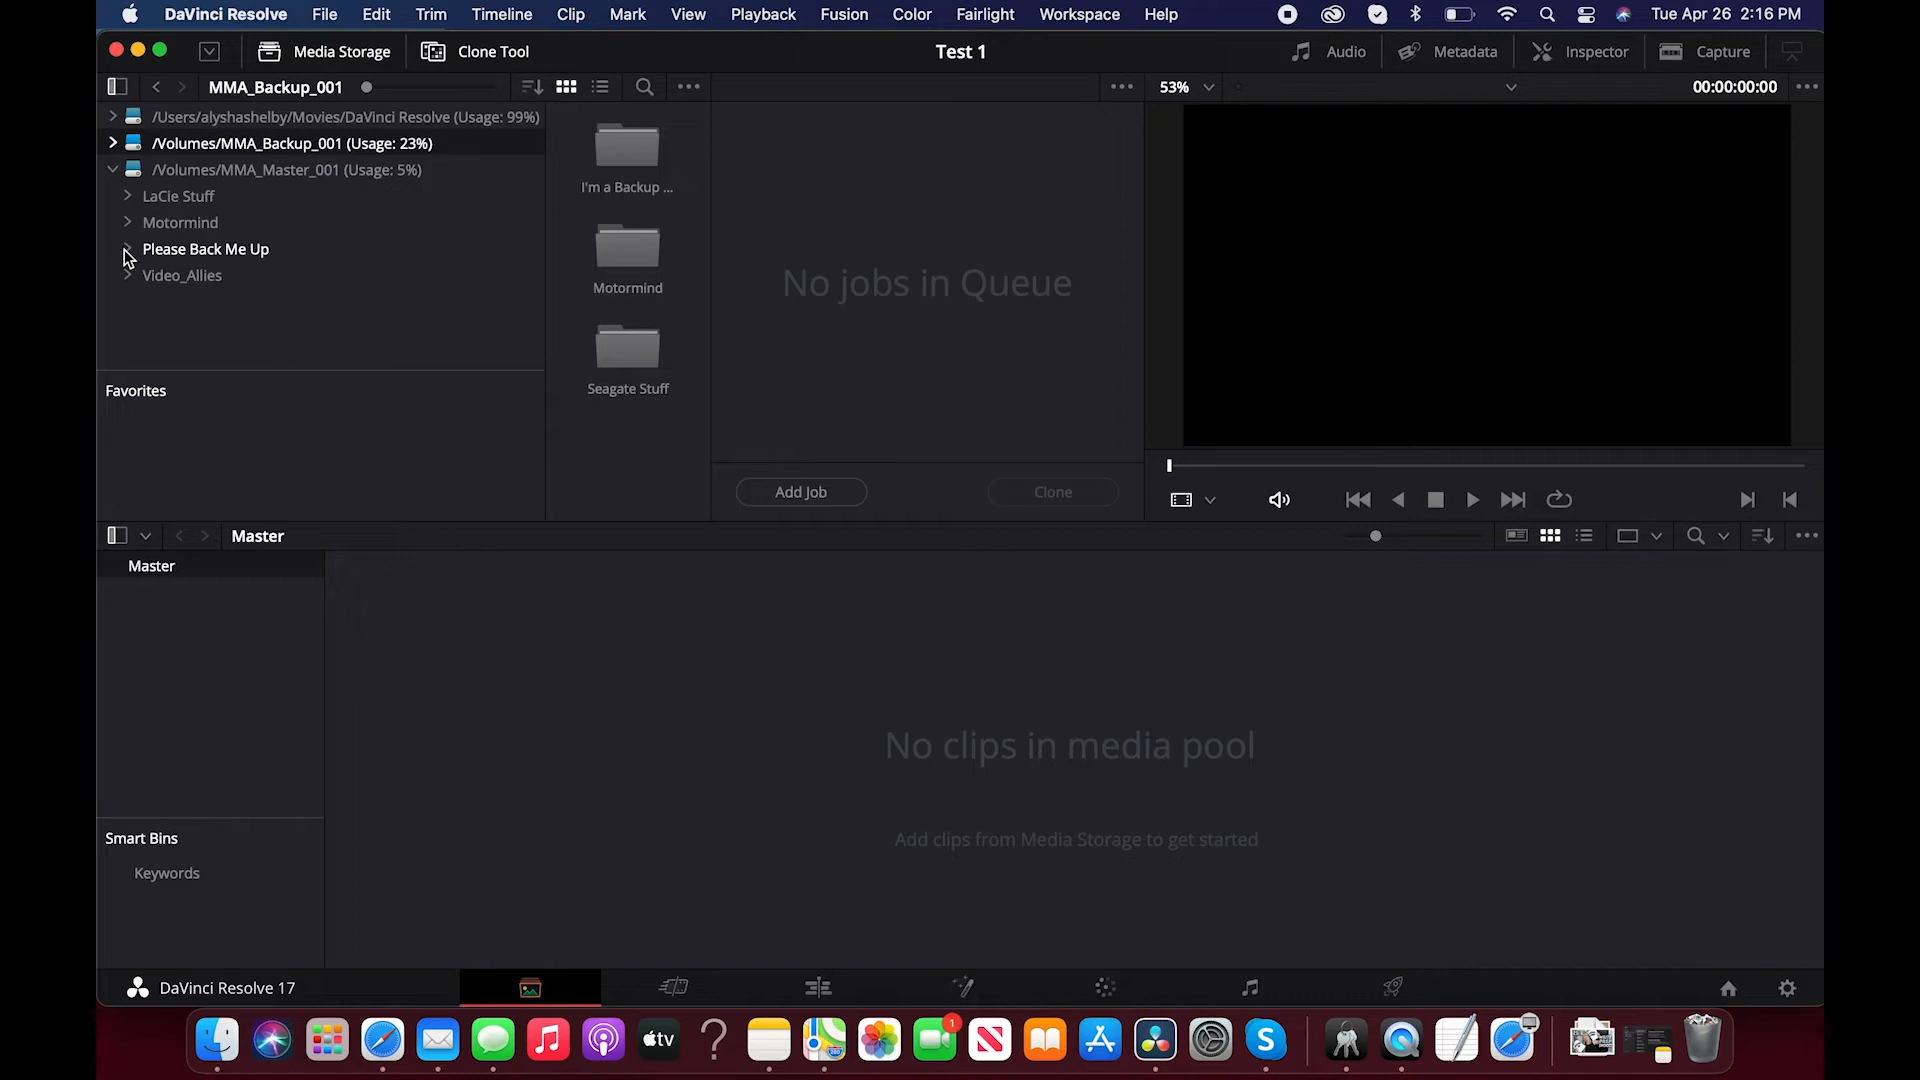 DaVinci Resolve File Edit Trim Timeline Clip Mark View Playback Fusion Color Fairlight Workspace Help Tue Apr 26 2:16 PM
Media Storage Clone Tool Test 1 Audio Metadata Inspector Capture
MMA_Backup_001 53% 00:00:00:00
/Users/alyshashelby/Movies/DaVinci Resolve (Usage: 99%)
/Volumes/MMA_Backup_001 (Usage: 23%)
/Volumes/MMA_Master_001 (Usage: 5%)
LaCie Stuff
Motormind
Please Back Me Up
Video_Allies
I'm a Backup ...
Motormind
Seagate Stuff
No jobs in Queue
Favorites
Add Job Clone
Master
Master
No clips in media pool
Add clips from Media Storage to get started
Smart Bins
Keywords
DaVinci Resolve 17
tv
1